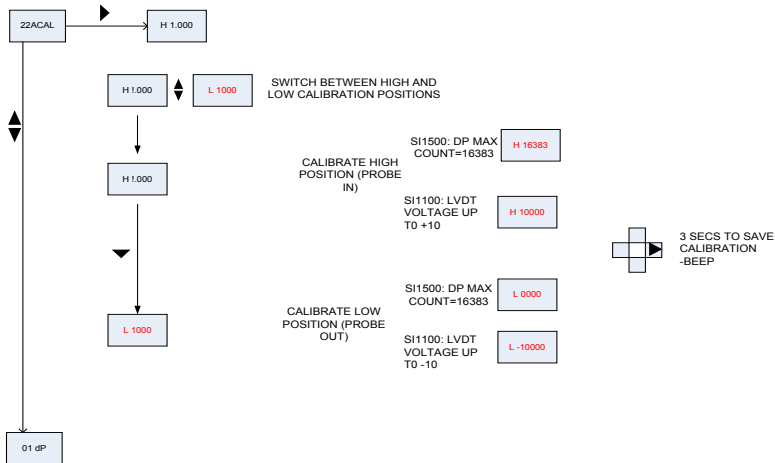 22ACAL
H 1.000
H !.000
L 1000
SWITCH BETWEEN HIGH AND
LOW CALIBRATION POSITIONS
H !.000
L 1000
CALIBRATE HIGH
POSITION (PROBE
IN)
SI1500: DP MAX
COUNT=16383
H 16383
SI1100: LVDT
VOLTAGE UP
T0 +10
H 10000
3 SECS TO SAVE
CALIBRATION
-BEEP
CALIBRATE LOW
POSITION (PROBE
OUT)
SI1500: DP MAX
COUNT=16383
L 0000
SI1100: LVDT
VOLTAGE UP
T0 -10
L -10000
01 dP